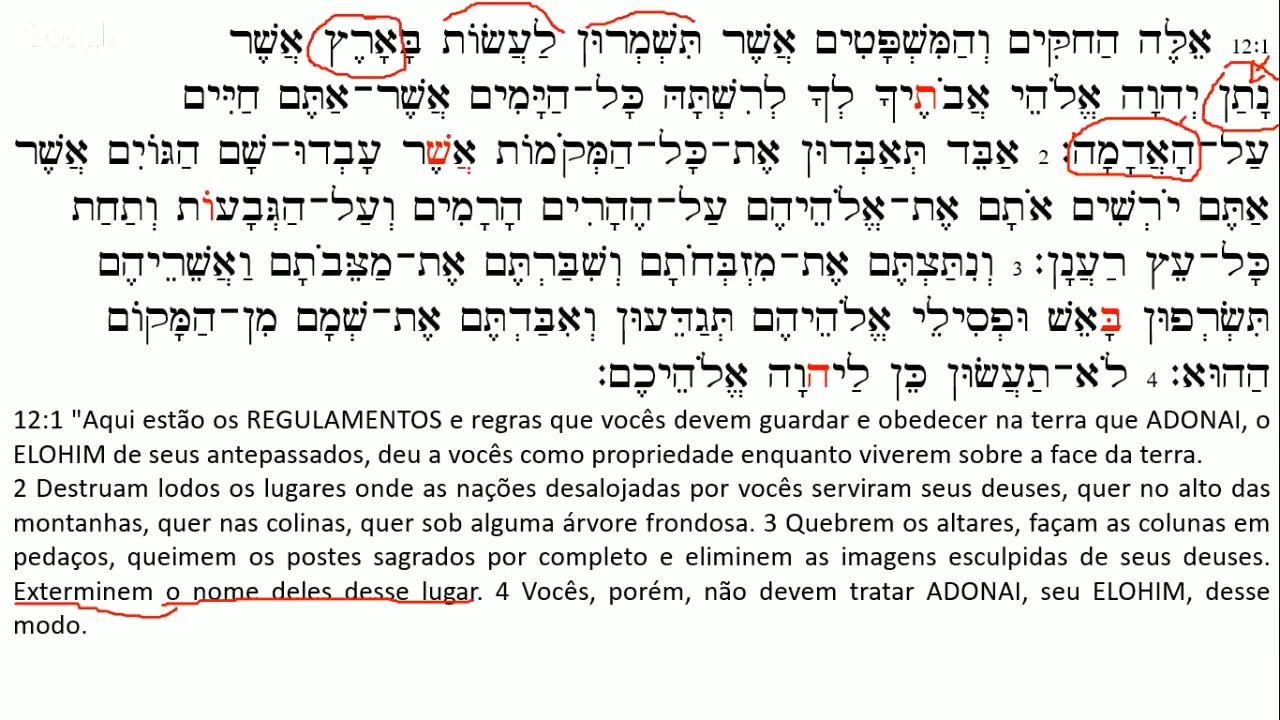 Google
12:1 אֵלֶּה הַחֻקִּים וְהַמִּשְׁפָּטִים אֲשֶׁר תִּשְׁמְרוּן לַעֲשׂוֹת בָּאָרֶץ אֲשֶׁר
נָתַן יְהוָה אֱלֹהֵי אֲבֹתֶיךָ לְךָ לְרִשְׁתָּהּ כָּל־הַיָּמִים אֲשֶׁר־אַתֶּם חַיִּים
עַל־הָאֲדָמָה׃ 2 אַבֵּד תְּאַבְּדוּן אֶת־כָּל־הַמְּקֹמוֹת אֲשֶׁר עָבְדוּ־שָׁם הַגּוֹיִם אֲשֶׁר
אַתֶּם יֹרְשִׁים אֹתָם אֶת־אֱלֹהֵיהֶם עַל־הֶהָרִים הָרָמִים וְעַל־הַגְּבָעוֹת וְתַחַת
כָּל־עֵץ רַעֲנָן׃ 3 וְנִתַּצְתֶּם אֶת־מִזְבְּחֹתָם וְשִׁבַּרְתֶּם אֶת־מַצֵּבֹתָם וַאֲשֵׁרֵיהֶם
תִּשְׂרְפוּן בָּאֵשׁ וּפְסִילֵי אֱלֹהֵיהֶם תְּגַדֵּעוּן וְאִבַּדְתֶּם אֶת־שְׁמָם מִן־הַמָּקוֹם
הַהוּא׃ 4 לֹא־תַעֲשׂוּן כֵּן לַיהוָה אֱלֹהֵיכֶם׃
12:1 "Aqui estão os REGULAMENTOS e regras que vocês devem guardar e obedecer na terra que ADONAI, o
ELOHIM de seus antepassados, deu a vocês como propriedade enquanto viverem sobre a face da terra.
2 Destruam lodos os lugares onde as nações desalojadas por vocês serviram seus deuses, quer no alto das
montanhas, quer nas colinas, quer sob alguma árvore frondosa. 3 Quebrem os altares, façam as colunas em
pedaços, queimem os postes sagrados por completo e eliminem as imagens esculpidas de seus deuses.
Exterminem o nome deles desse lugar. 4 Vocês, porém, não devem tratar ADONAI, seu ELOHIM, desse
modo.